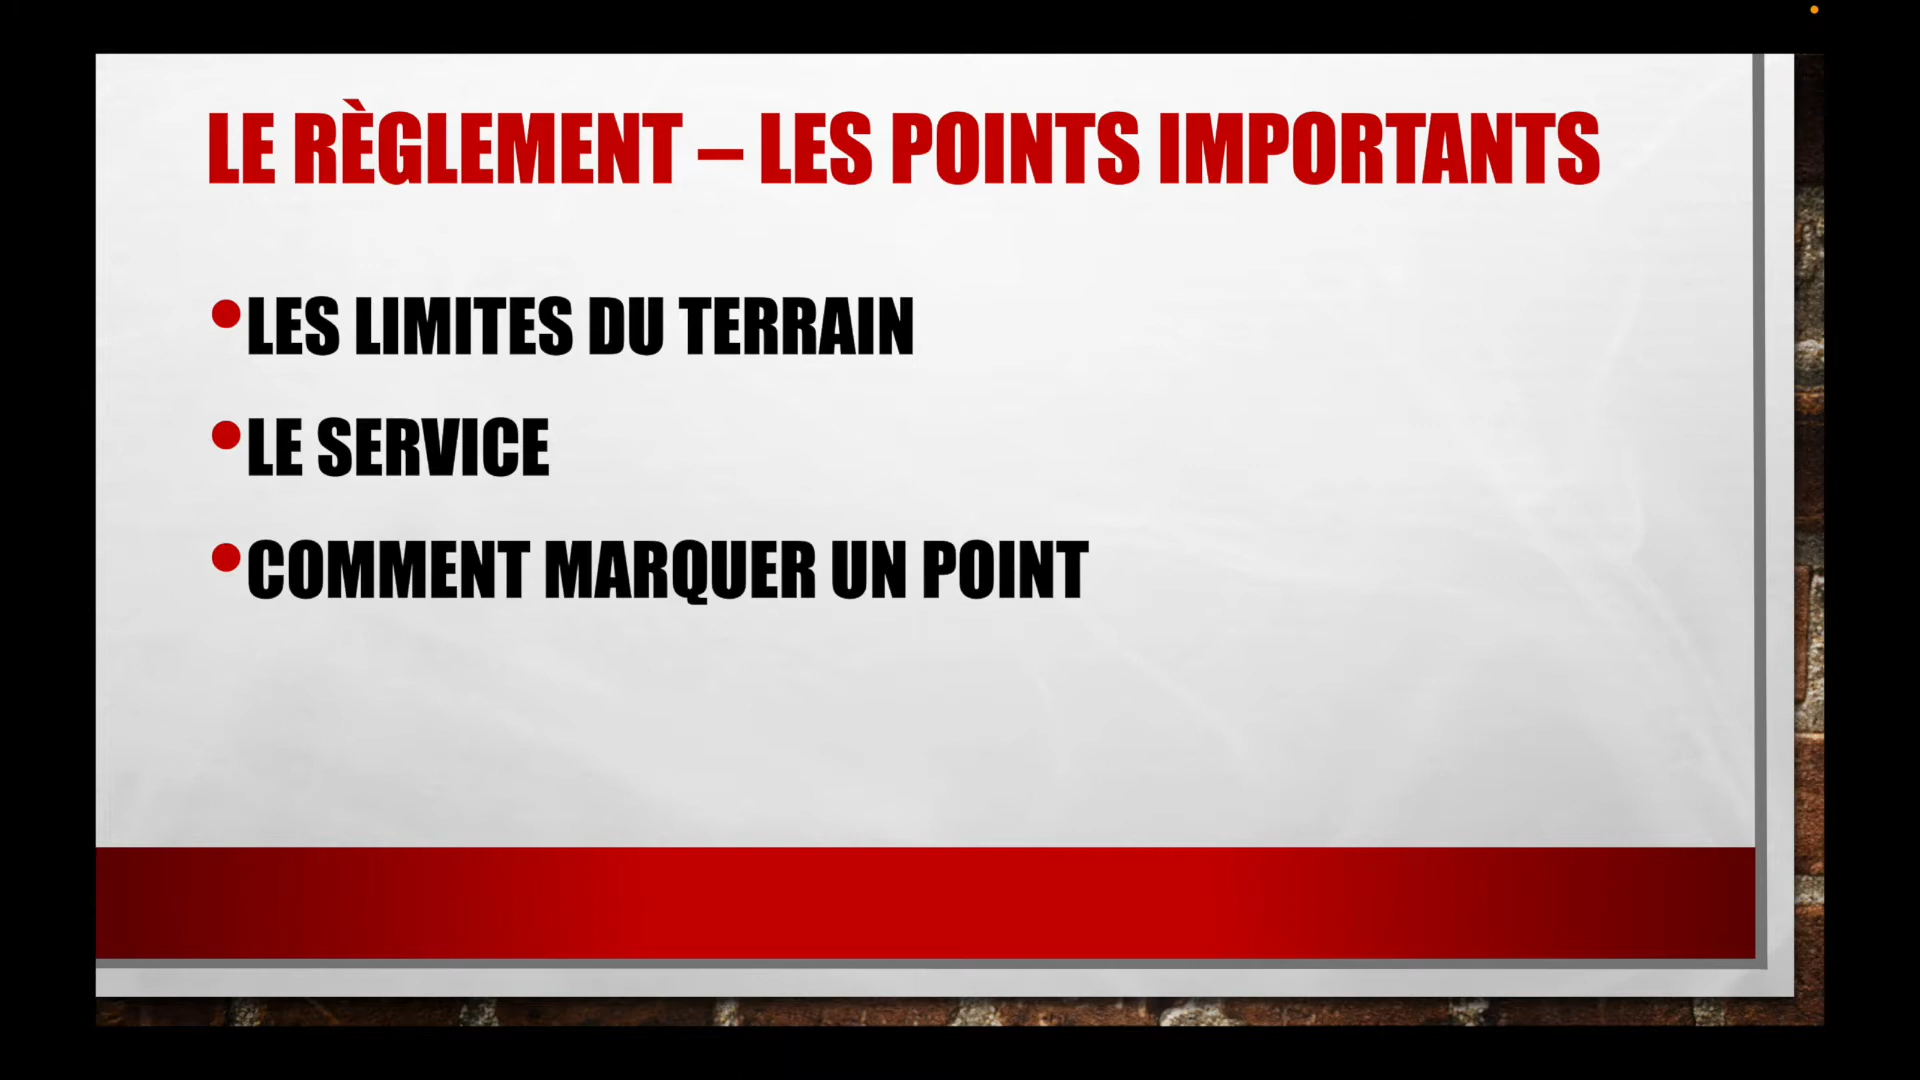 LE RÈGLEMENT – LES POINTS IMPORTANTS
•LES LIMITES DU TERRAIN
•LE SERVICE
•COMMENT MARQUER UN POINT